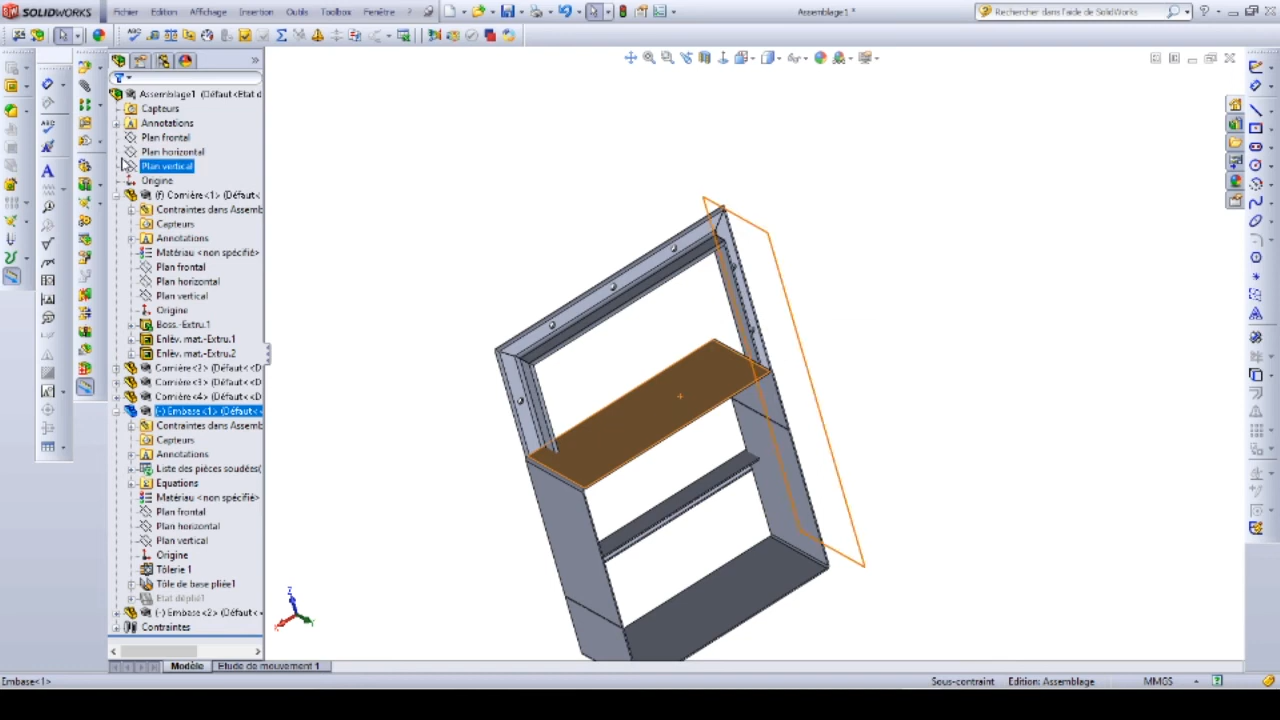 SOLIDWORKS Fichier Edition Affichage Insertion Outils Toolbox Fenêtre ? Assemblage1 * Rechercher dans l'aide de SolidWorks
Assemblage1 (Défaut<Etat d
Capteurs
Annotations
Plan frontal
Plan horizontal
Plan vertical
Origine
(f) Cornière<1> (Défaut<
Contraintes dans Assemb
Capteurs
Annotations
Matériau <non spécifié>
Plan frontal
Plan horizontal
Plan vertical
Origine
Boss.-Extru.1
Enlèv. mat.-Extru.1
Enlèv. mat.-Extru.2
Cornière<2> (Défaut<<D
Cornière<3> (Défaut<<D
Cornière<4> (Défaut<<D
(-) Embase<1> (Défaut<<
Contraintes dans Assemb
Capteurs
Annotations
Liste des pièces soudées(
Equations
Matériau <non spécifié>
Plan frontal
Plan horizontal
Plan vertical
Origine
Tôlerie 1
Tôle de base pliée1
Etat déplié1
(-) Embase<2> (Défaut<
Contraintes
Z
Modèle Etude de mouvement 1
Embase<1> Sous-contraint Edition: Assemblage MMGS